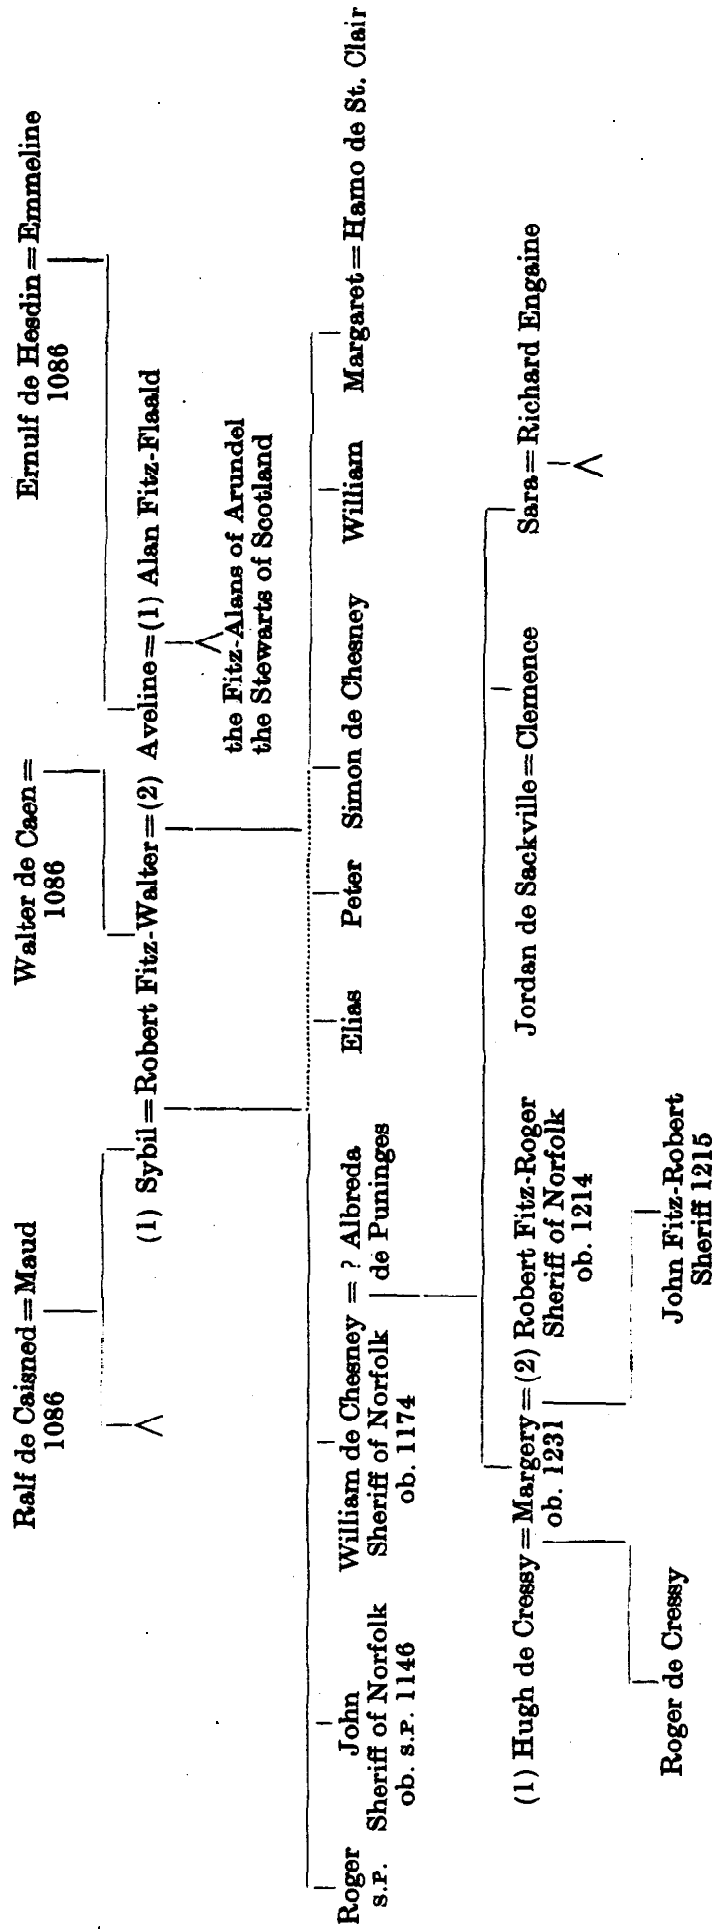 Ralf de Caisned = Maud
1086
Walter de Caen =
1086
Ernulf de Hesdin = Emmeline
1086
(1) Sybil = Robert Fitz-Walter = (2) Aveline = (1) Alan Fitz-Flaald
the Fitz-Alans of Arundel
the Stewarts of Scotland
Roger
s.p.
John
Sheriff of Norfolk
ob. s.p. 1146
William de Chesney = ? Albreda
de Puninges
Sheriff of Norfolk
ob. 1174
Elias
Peter
Simon de Chesney
William
Margaret = Hamo de St. Clair
(1) Hugh de Cressy = Margery = (2) Robert Fitz-Roger
ob. 1231
Sheriff of Norfolk
ob. 1214
Jordan de Sackville = Clemence
Sara = Richard Engaine
Roger de Cressy
John Fitz-Robert
Sheriff 1215